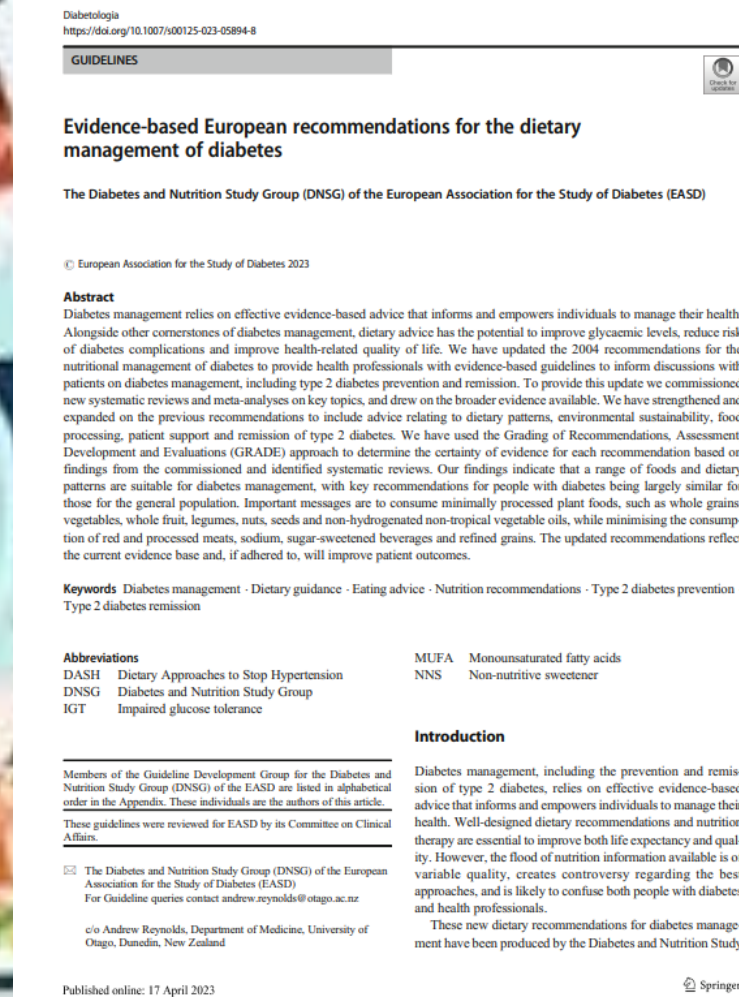 Diabetologia
https://doi.org/10.1007/s00125-023-05894-8
GUIDELINES
Check for
updates
Evidence-based European recommendations for the dietary
management of diabetes
The Diabetes and Nutrition Study Group (DNSG) of the European Association for the Study of Diabetes (EASD)
© European Association for the Study of Diabetes 2023
Abstract
Diabetes management relies on effective evidence-based advice that informs and empowers individuals to manage their health
Alongside other cornerstones of diabetes management, dietary advice has the potential to improve glycaemic levels, reduce risk
of diabetes complications and improve health-related quality of life. We have updated the 2004 recommendations for the
nutritional management of diabetes to provide health professionals with evidence-based guidelines to inform discussions with
patients on diabetes management, including type 2 diabetes prevention and remission. To provide this update we commissioned
new systematic reviews and meta-analyses on key topics, and drew on the broader evidence available. We have strengthened and
expanded on the previous recommendations to include advice relating to dietary patterns, environmental sustainability, food
processing, patient support and remission of type 2 diabetes. We have used the Grading of Recommendations, Assessment
Development and Evaluations (GRADE) approach to determine the certainty of evidence for each recommendation based on
findings from the commissioned and identified systematic reviews. Our findings indicate that a range of foods and dietary
patterns are suitable for diabetes management, with key recommendations for people with diabetes being largely similar fo
those for the general population. Important messages are to consume minimally processed plant foods, such as whole grains
vegetables, whole fruit, legumes, nuts, seeds and non-hydrogenated non-tropical vegetable oils, while minimising the consump
tion of red and processed meats, sodium, sugar-sweetened beverages and refined grains. The updated recommendations reflec
the current evidence base and, if adhered to, will improve patient outcomes.
Keywords Diabetes management · Dietary guidance · Eating advice · Nutrition recommendations · Type 2 diabetes prevention
Type 2 diabetes remission
Abbreviations
DASH Dietary Approaches to Stop Hypertension
DNSG Diabetes and Nutrition Study Group
IGT Impaired glucose tolerance
MUFA Monounsaturated fatty acids
NNS Non-nutritive sweetener
Members of the Guideline Development Group for the Diabetes and
Nutrition Study Group (DNSG) of the EASD are listed in alphabetical
order in the Appendix. These individuals are the authors of this article.
These guidelines were reviewed for EASD by its Committee on Clinical
Affairs.
The Diabetes and Nutrition Study Group (DNSG) of the European
Association for the Study of Diabetes (EASD)
For Guideline queries contact andrew.reynolds@otago.ac.nz
c/o Andrew Reynolds, Department of Medicine, University of
Otago, Dunedin, New Zealand
Introduction
Diabetes management, including the prevention and remis-
sion of type 2 diabetes, relies on effective evidence-based
advice that informs and empowers individuals to manage their
health. Well-designed dietary recommendations and nutrition
therapy are essential to improve both life expectancy and qual-
ity. However, the flood of nutrition information available is o
variable quality, creates controversy regarding the best
approaches, and is likely to confuse both people with diabetes
and health professionals.
These new dietary recommendations for diabetes manage-
ment have been produced by the Diabetes and Nutrition Study
Published online: 17 April 2023
Springer